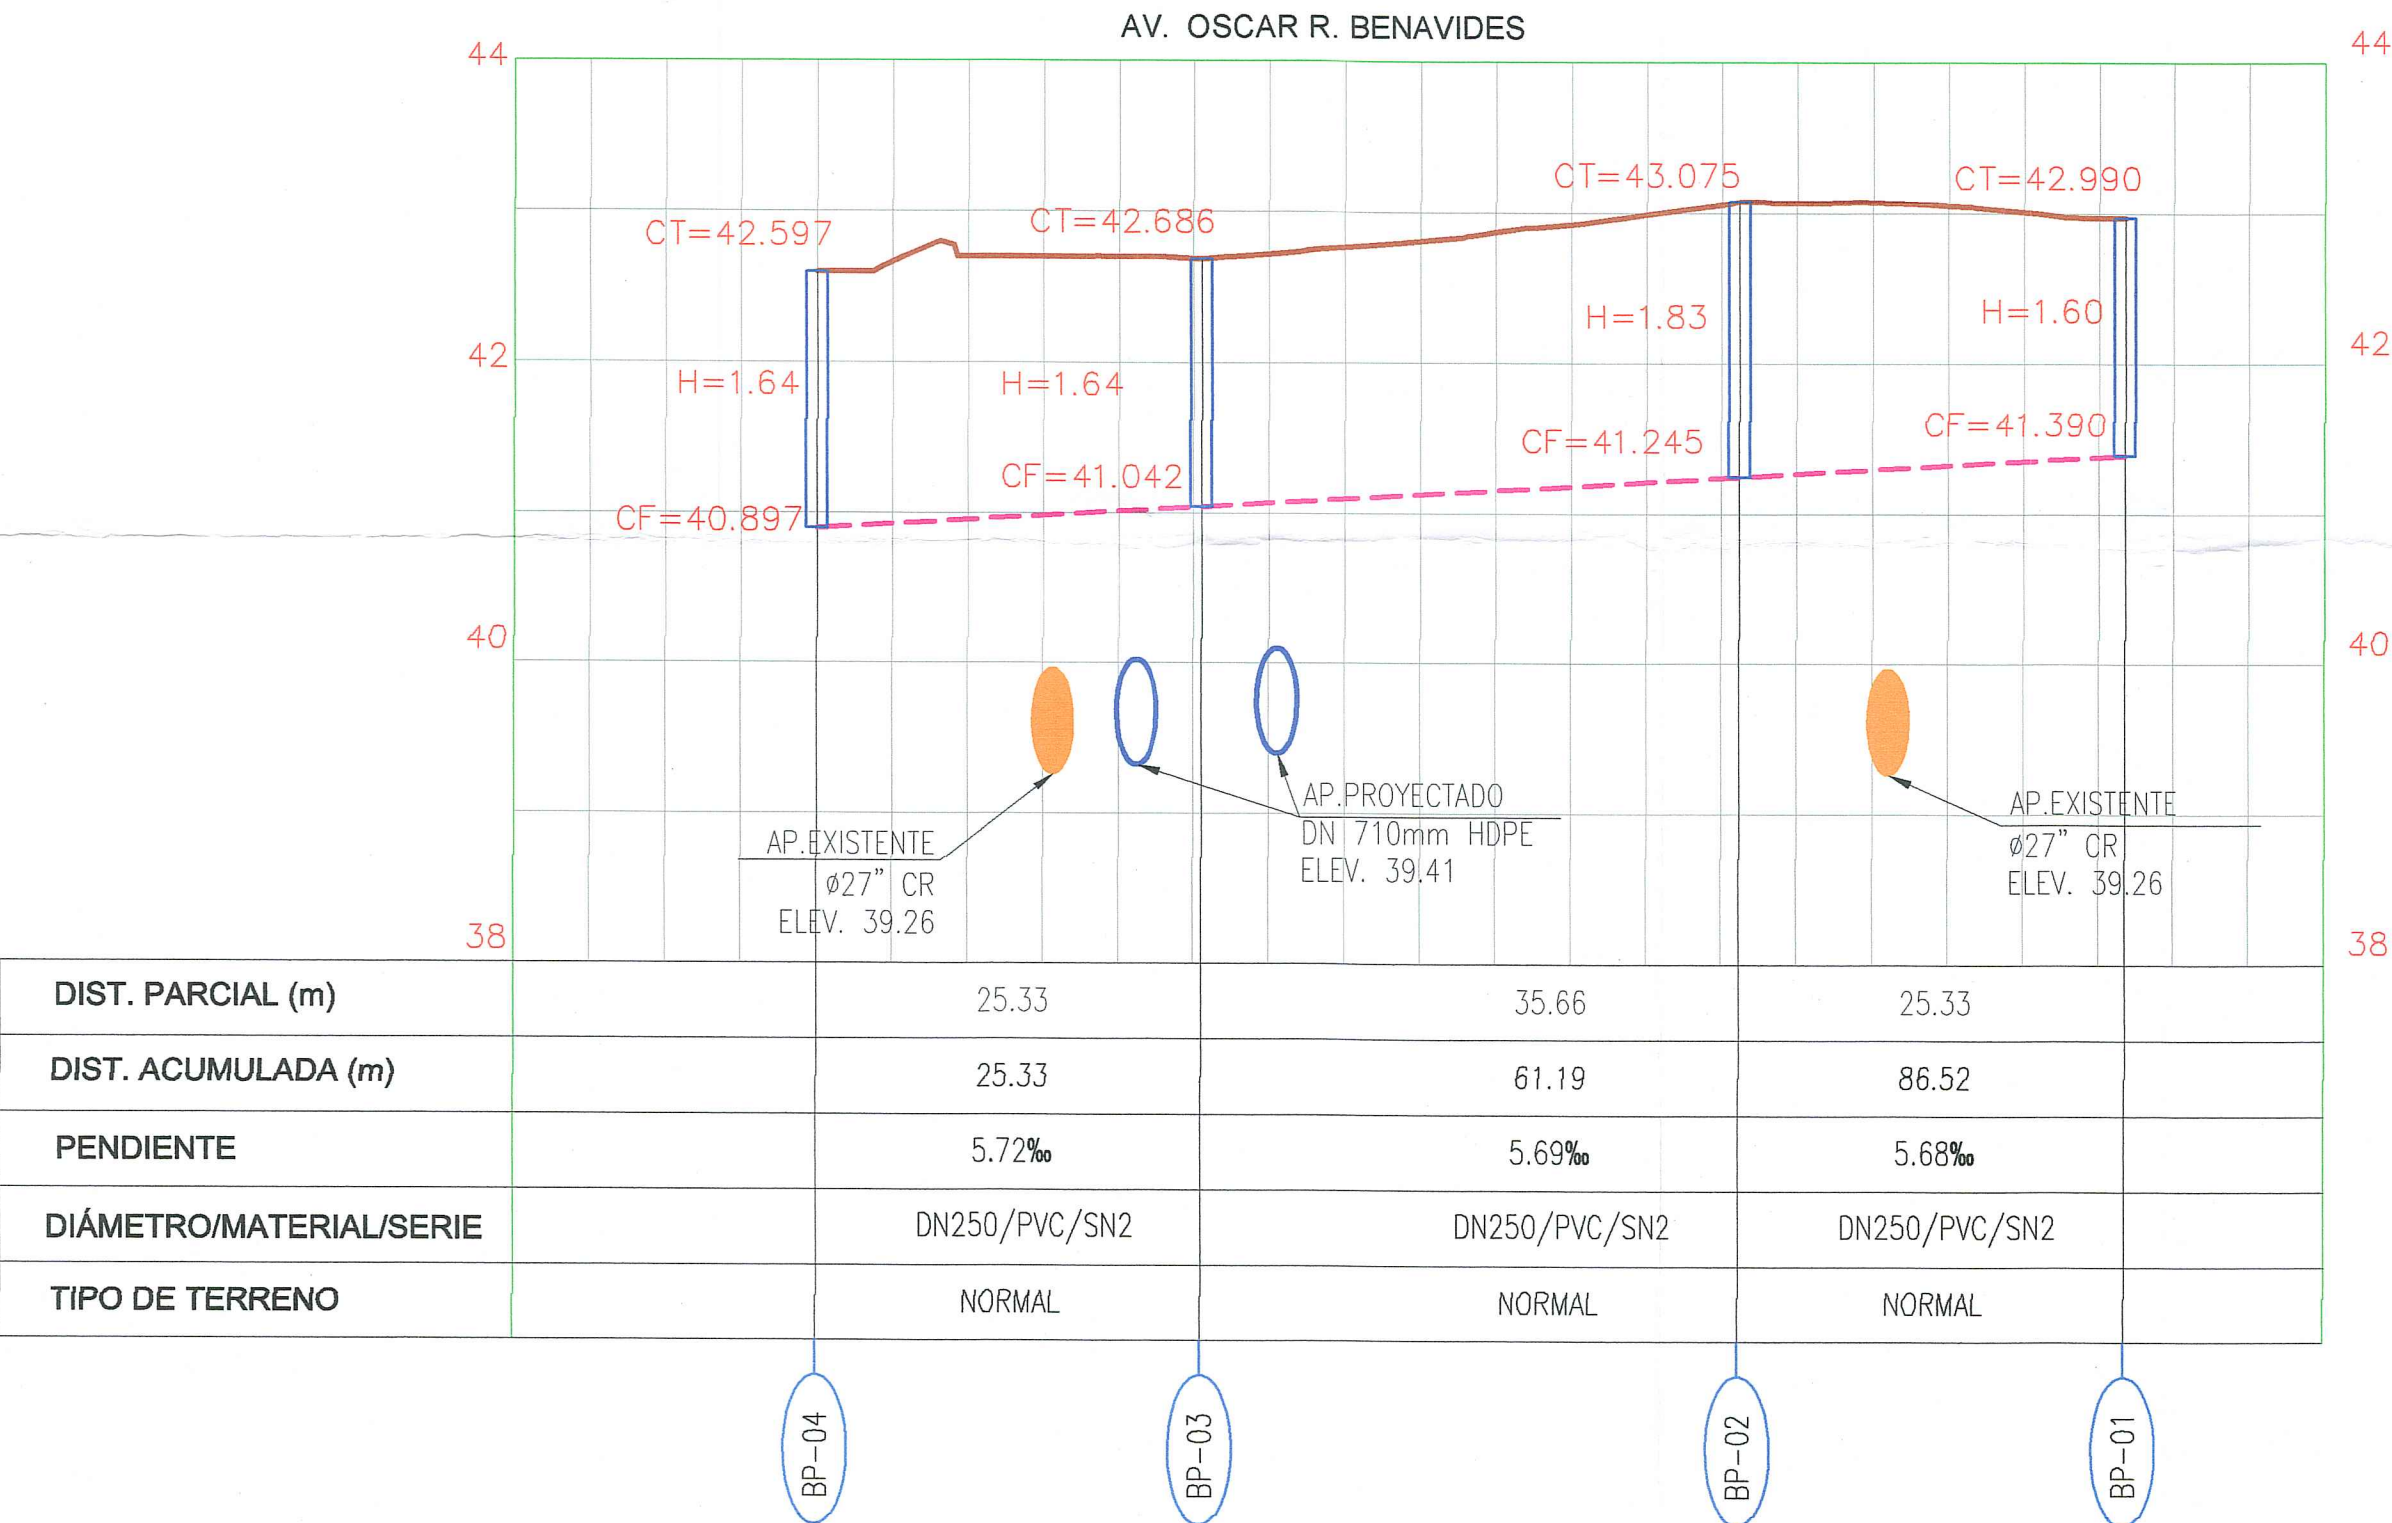 AV. OSCAR R. BENAVIDES
44
44
CT=43.075
CT=42.990
CT=42.597
CT=42.686
H=1.83
H=1.60
42
42
H=1.64
H=1.64
CF=41.245
CF=41.390
CF=41.042
CF=40.897
40
40
AP.PROYECTADO
DN 710mm HDPE
ELEV. 39.41
AP.EXISTENTE
ø27" CR
ELEV. 39.26
AP.EXISTENTE
ø27" CR
ELEV. 39.26
38
38
DIST. PARCIAL (m) 25.33 35.66 25.33
DIST. ACUMULADA (m) 25.33 61.19 86.52
PENDIENTE 5.72‰ 5.69‰ 5.68‰
DIÁMETRO/MATERIAL/SERIE DN250/PVC/SN2 DN250/PVC/SN2 DN250/PVC/SN2
TIPO DE TERRENO NORMAL NORMAL NORMAL
BP-04
BP-03
BP-02
BP-01